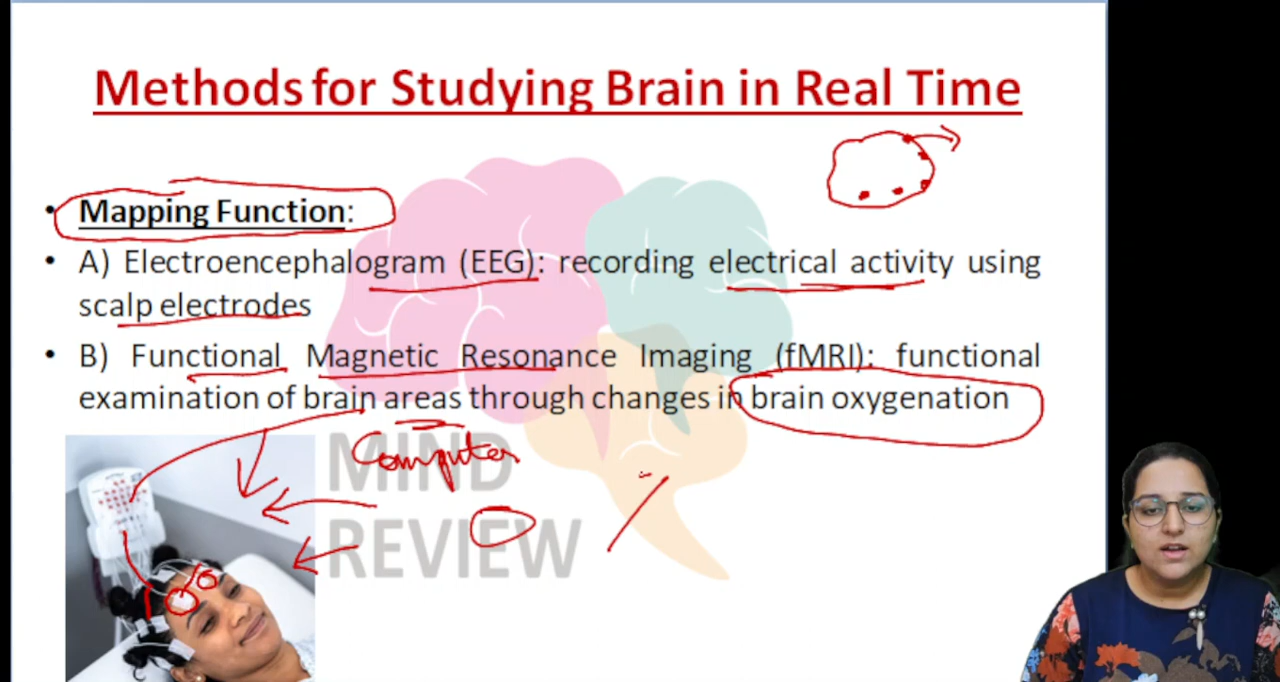 Methods for Studying Brain in Real Time
• Mapping Function:
• A) Electroencephalogram (EEG): recording electrical activity using
scalp electrodes
• B) Functional Magnetic Resonance Imaging (fMRI): functional
examination of brain areas through changes in brain oxygenation
Computer
MIND
REVIEW